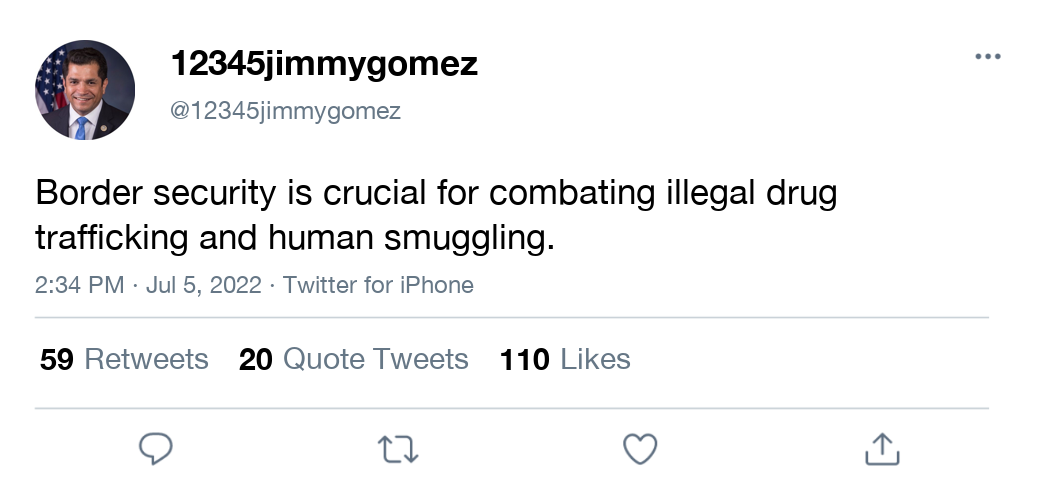 12345jimmygomez
@12345jimmygomez
Border security is crucial for combating illegal drug
trafficking and human smuggling.
2:34 PM · Jul 5, 2022 · Twitter for iPhone
59 Retweets 20 Quote Tweets 110 Likes